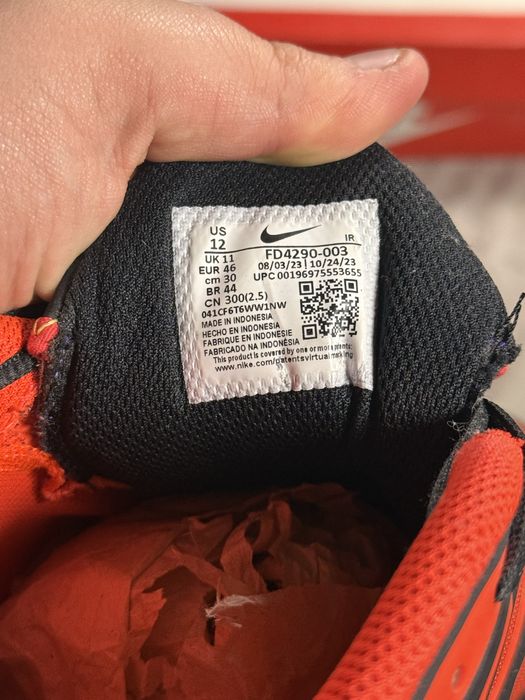 US
12
UK 11
EUR 46
cm 30
BR 44
CN 300(2.5)
IR
FD4290-003
08/03/23 | 10/24/23
UPC 00196975553655
041CF6T6WW1NW
MADE IN INDONESIA
HECHO EN INDONESIA
FABRIQUÉ EN INDONESIE
FABRICADO NA INDONÉSIA
This product is covered by one or more patents
www.nike.com/patentsvirtualmarking